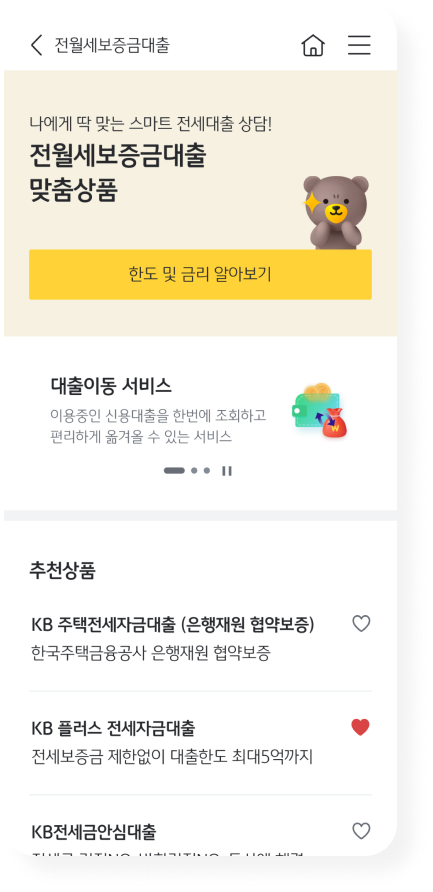 전월세보증금대출
나에게 딱 맞는 스마트 전세대출 상담!
전월세보증금대출
맞춤상품
한도 및 금리 알아보기
대출이동 서비스
이용중인 신용대출을 한번에 조회하고
편리하게 옮겨올 수 있는 서비스
추천상품
KB 주택전세자금대출 (은행재원 협약보증)
한국주택금융공사 은행재원 협약보증
KB 플러스 전세자금대출
전세보증금 제한없이 대출한도 최대5억까지
KB전세금안심대출